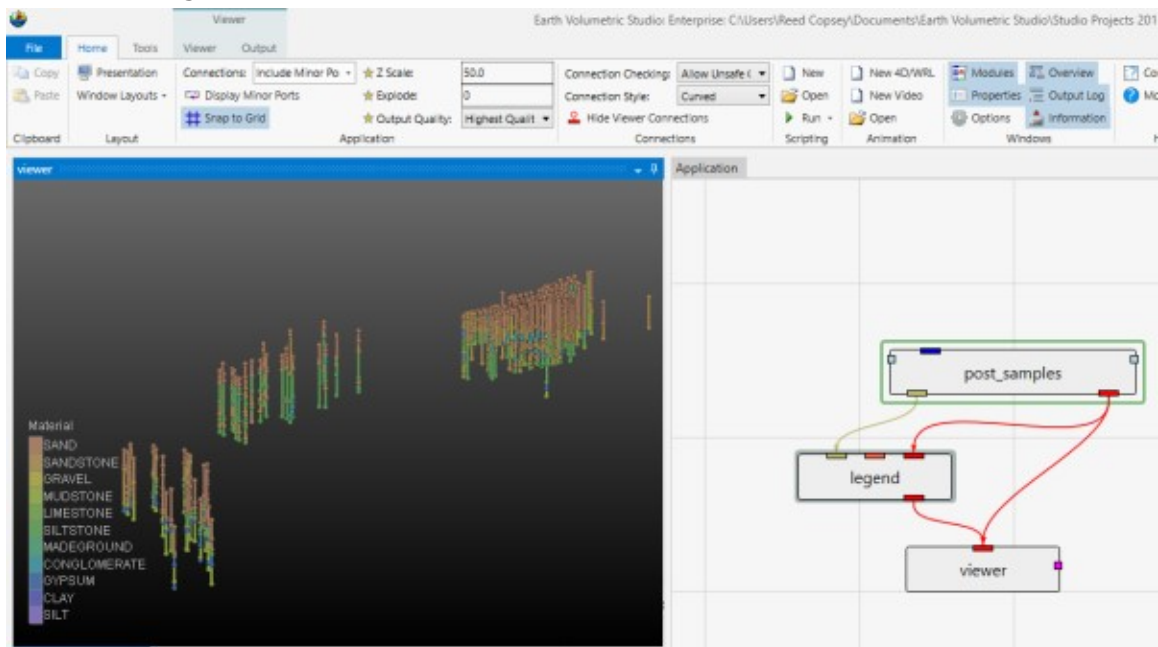 Viewer
Earth Volumetric Studio: Enterprise: C:\Users\Reed Copsey\Documents\Earth Volumetric Studio\Studio Projects 201
File Home Tools Viewer Output
Copy Presentation Connections: Include Minor Po Z Scale: 50.0 Connection Checking: Allow Unsafe ( New New 4D/WRL Modules Overview Co
Paste Window Layouts Display Minor Ports Explode: 0 Connection Style: Curved Open New Video Properties Output Log Mo
Snap to Grid Output Quality: Highest Qualit Hide Viewer Connections Run Open Options Information
Clipboard Layout Application Connections Scripting Animation Windows H
viewer
Application
post_samples
legend
viewer
Material
SAND
SANDSTONE
GRAVEL
MUDSTONE
LIMESTONE
SILTSTONE
MADEGROUND
CONGLOMERATE
GYPSUM
CLAY
SILT